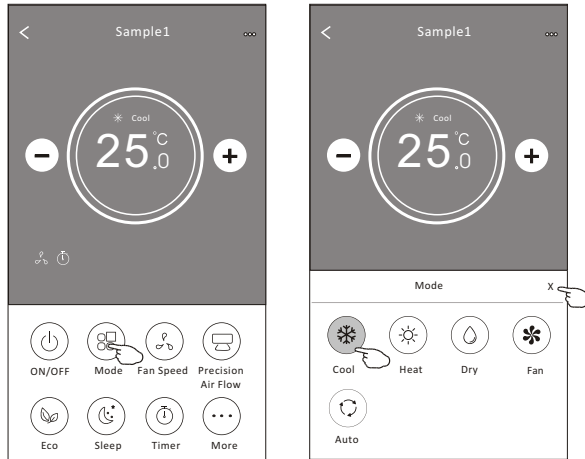 Sample1
Cool
25.0°C
ON/OFF
Mode
Fan Speed
Precision
Air Flow
Eco
Sleep
Timer
More
Sample1
Cool
25.0°C
Mode
X
Cool
Heat
Dry
Fan
Auto